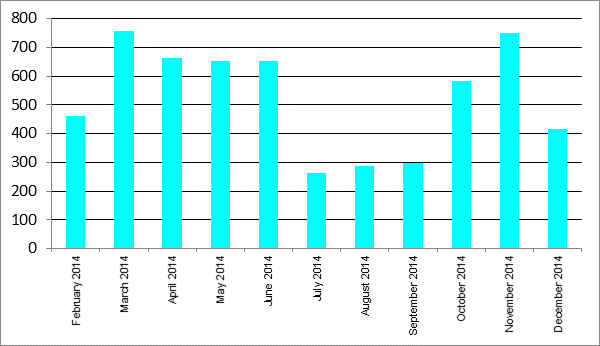 800
700
600
500
400
300
200
100
0
February 2014
March 2014
April 2014
May 2014
June 2014
July 2014
August 2014
September 2014
October 2014
November 2014
December 2014